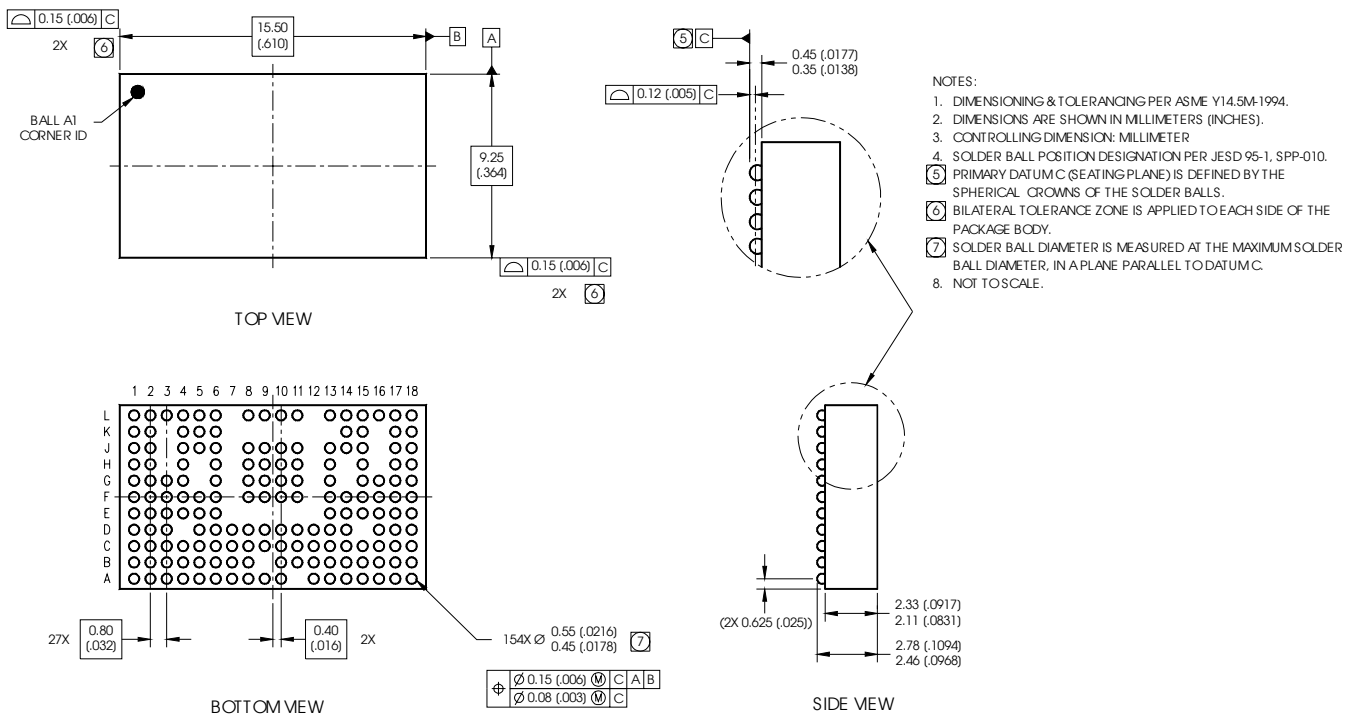 0.15 (.006) C
2X 6
15.50
(.610)
B
A
BALL A1
CORNER ID
9.25
(.364)
0.15 (.006) C
2X 6
TOP VIEW
5 C
0.45 (.0177)
0.35 (.0138)
0.12 (.005) C
NOTES:
1. DIMENSIONING & TOLERANCING PER ASME Y14.5M-1994.
2. DIMENSIONS ARE SHOWN IN MILLIMETERS (INCHES).
3. CONTROLLING DIMENSION: MILLIMETER
4. SOLDER BALL POSITION DESIGNATION PER JESD 95-1, SPP-010.
5 PRIMARY DATUM C (SEATING PLANE) IS DEFINED BY THE
SPHERICAL CROWNS OF THE SOLDER BALLS.
6 BILATERAL TOLERANCE ZONE IS APPLIED TO EACH SIDE OF THE
PACKAGE BODY.
7 SOLDER BALL DIAMETER IS MEASURED AT THE MAXIMUM SOLDER
BALL DIAMETER, IN A PLANE PARALLEL TO DATUM C.
8. NOT TO SCALE.
1 2 3 4 5 6 7 8 9 10 11 12 13 14 15 16 17 18
L
K
J
H
G
F
E
D
C
B
A
27X
0.80
(.032)
0.40
(.016)
2X
154X Ø 0.55 (.0216)
0.45 (.0178) 7
⌖ Ø 0.15 (.006) Ⓜ C A B
Ø 0.08 (.003) Ⓜ C
BOTTOM VIEW
(2X 0.625 (.025))
2.33 (.0917)
2.11 (.0831)
2.78 (.1094)
2.46 (.0968)
SIDE VIEW